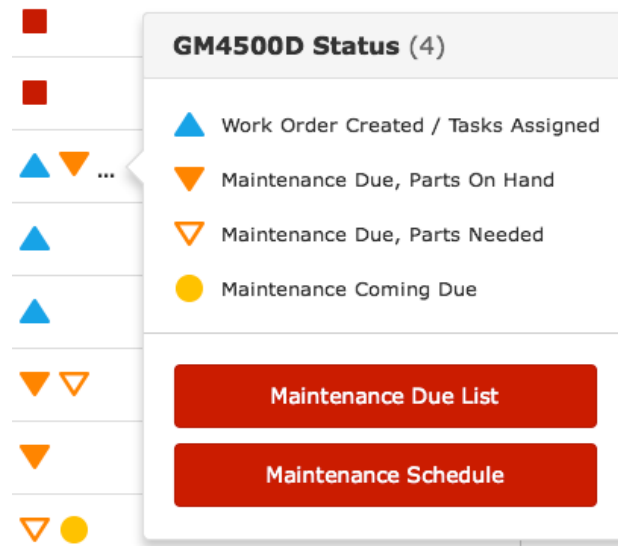 GM4500D Status (4)
Work Order Created / Tasks Assigned
...
Maintenance Due, Parts On Hand
Maintenance Due, Parts Needed
Maintenance Coming Due
Maintenance Due List
Maintenance Schedule